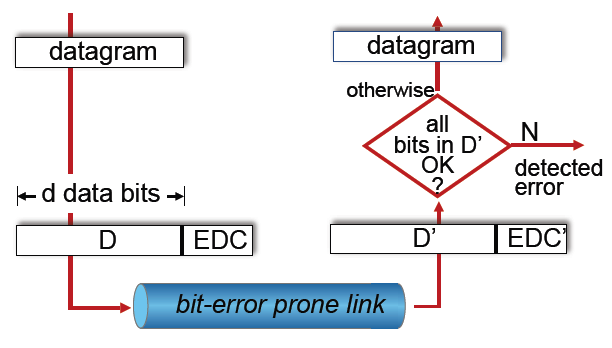 datagram
d data bits
D
EDC
bit-error prone link
datagram
otherwise
all
bits in D’
OK
?
N
detected
error
D’
EDC’